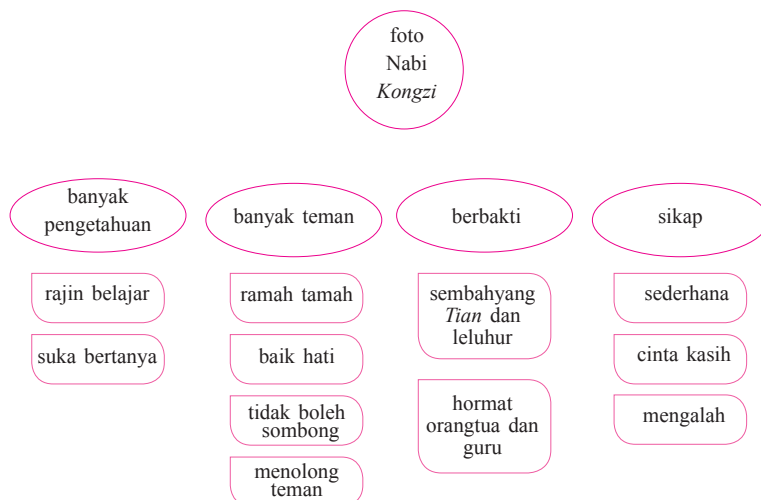 foto
Nabi
Kongzi
banyak
pengetahuan
rajin belajar
suka bertanya
banyak teman
ramah tamah
baik hati
tidak boleh
sombong
menolong
teman
berbakti
sembahyang
Tian dan
leluhur
hormat
orangtua dan
guru
sikap
sederhana
cinta kasih
mengalah